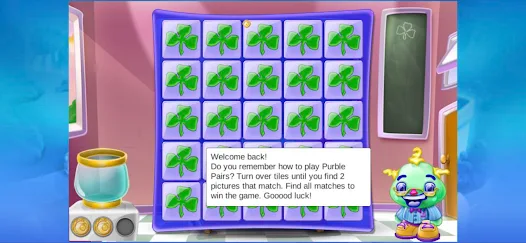 Welcome back!
Do you remember how to play Purble
Pairs? Turn over tiles until you find 2
pictures that match. Find all matches to
win the game. Gooood luck!